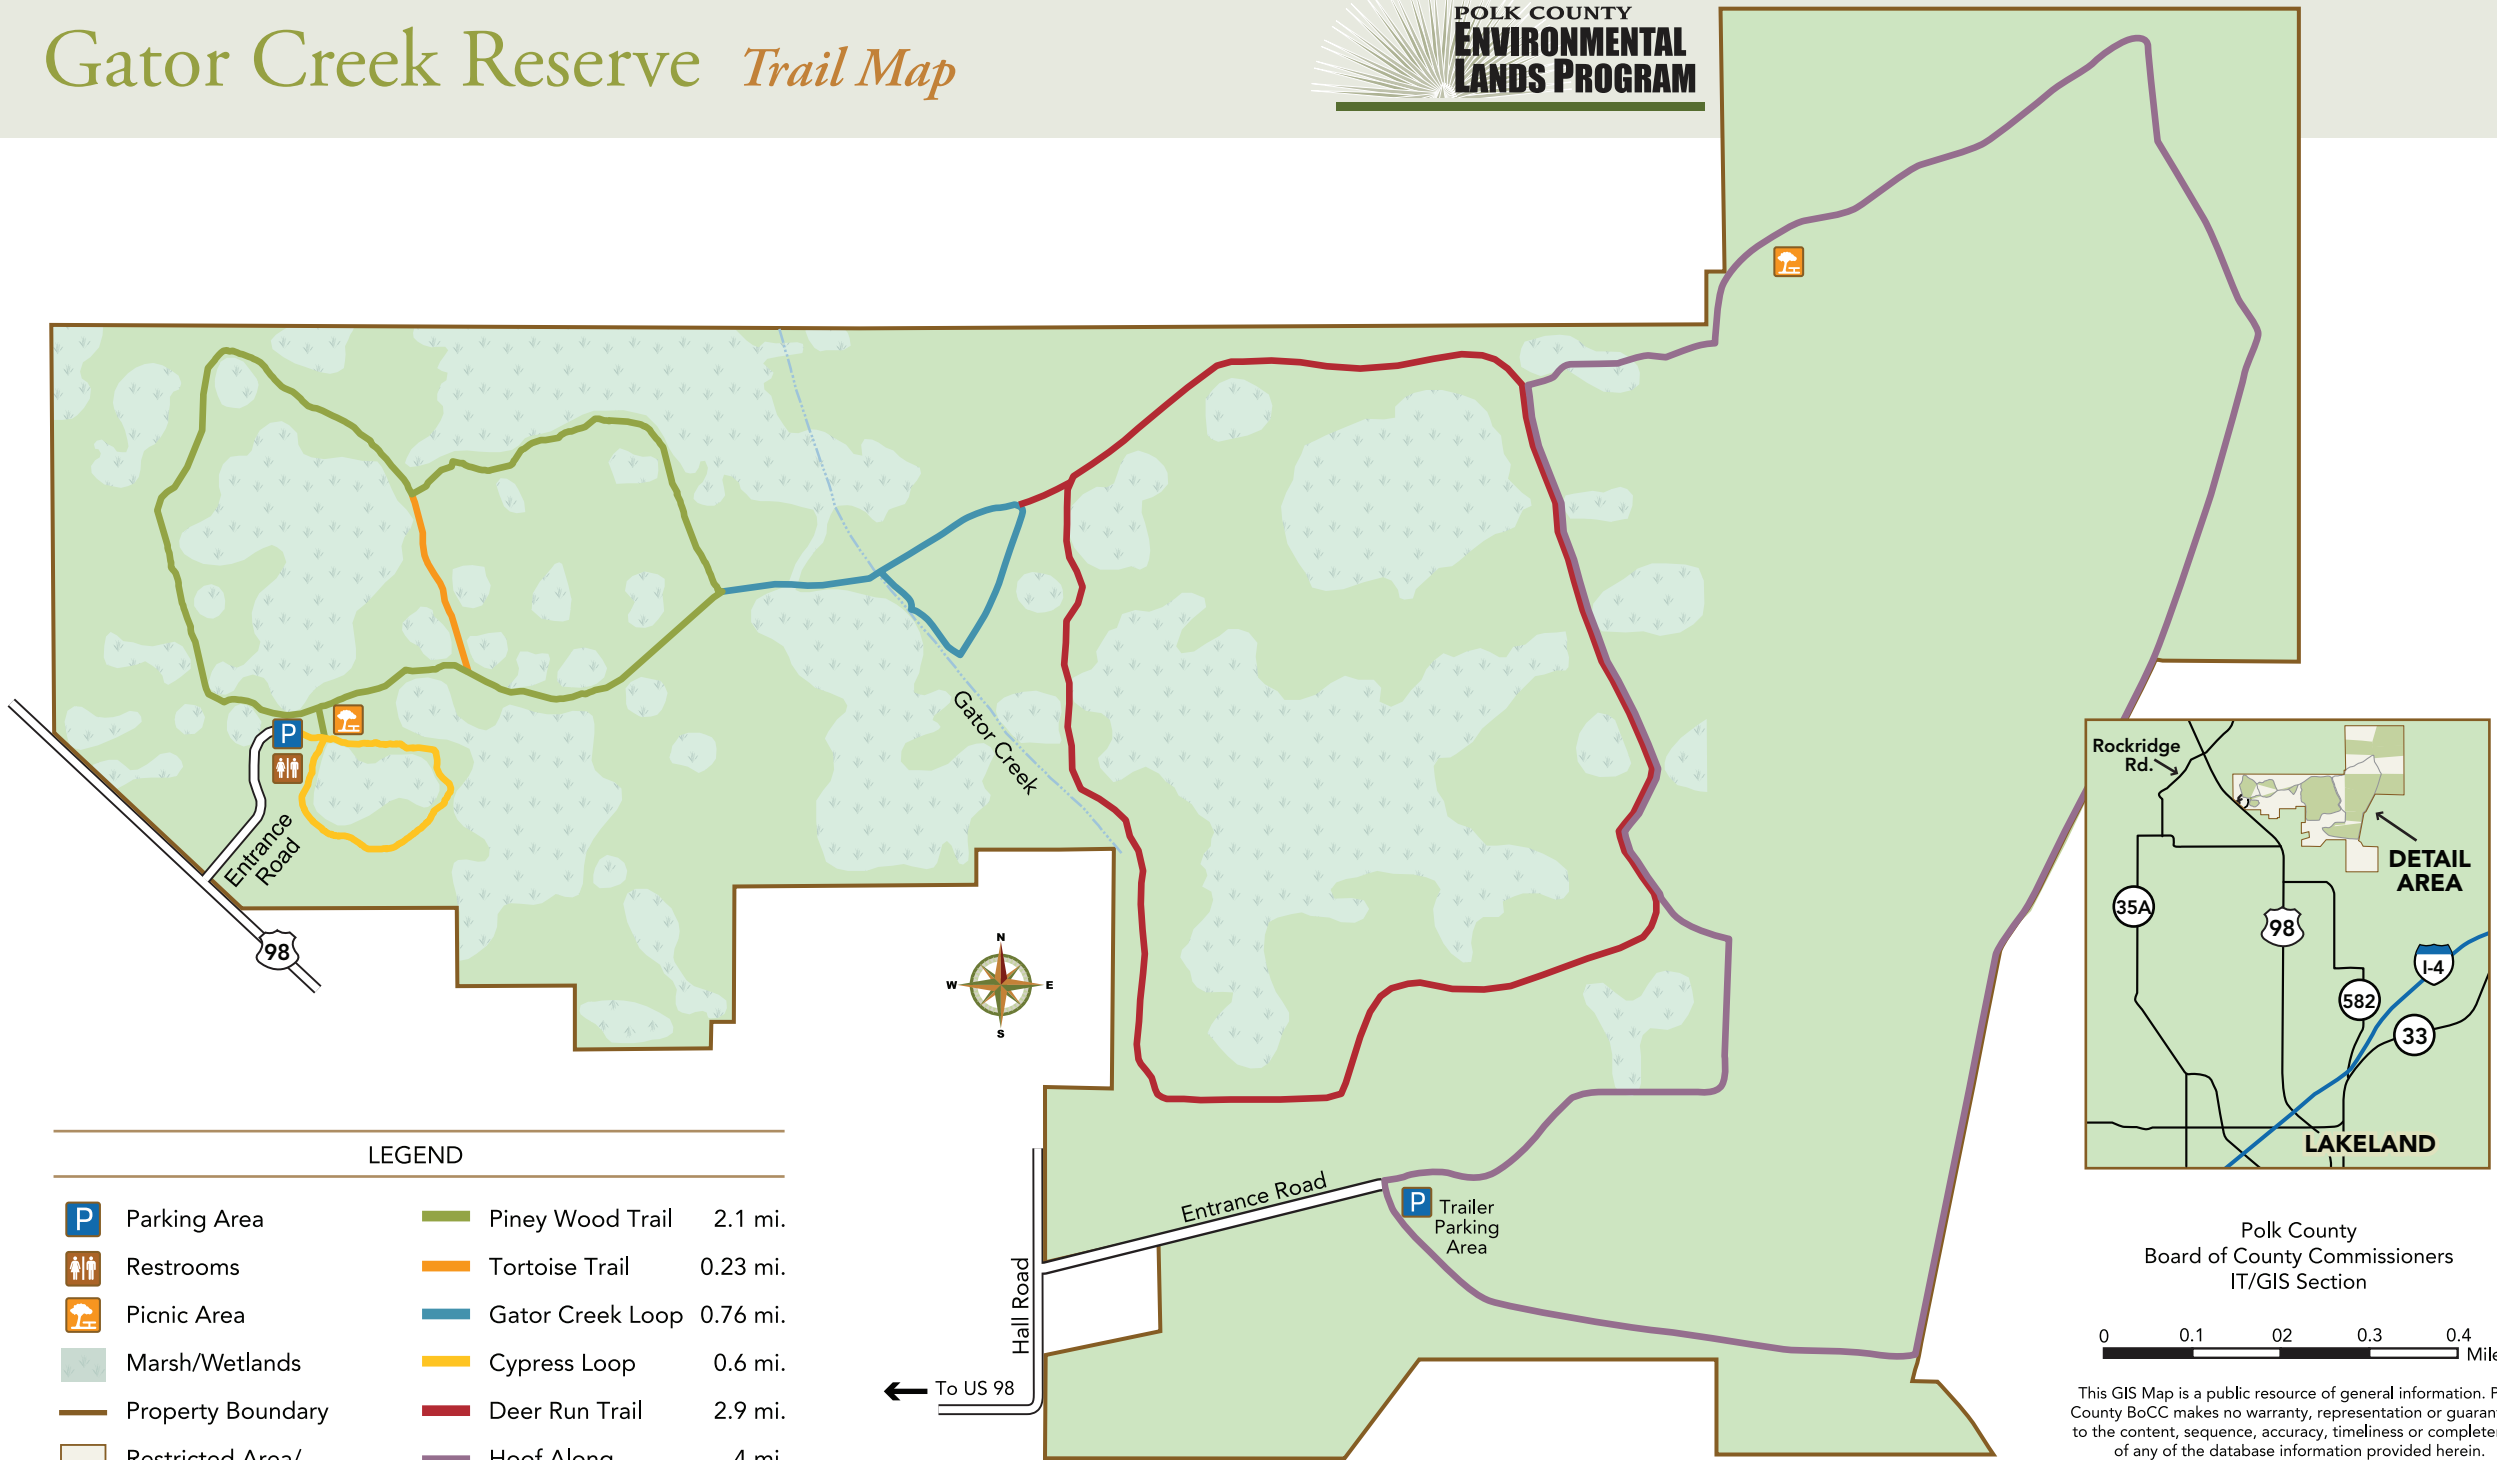 Gator Creek Reserve Trail Map
POLK COUNTY
ENVIRONMENTAL
LANDS PROGRAM
Gator Creek
P
Entrance
Road
98
N
W E
S
Entrance Road
P Trailer
Parking
Area
Hall Road
To US 98
Rockridge
Rd.
DETAIL
AREA
35A
98
I-4
582
33
LAKELAND
LEGEND
P Parking Area
Restrooms
Picnic Area
Marsh/Wetlands
Property Boundary
Restricted Area/
Piney Wood Trail 2.1 mi.
Tortoise Trail 0.23 mi.
Gator Creek Loop 0.76 mi.
Cypress Loop 0.6 mi.
Deer Run Trail 2.9 mi.
Hoof Along 4 mi.
Polk County
Board of County Commissioners
IT/GIS Section
0 0.1 02 0.3 0.4
This GIS Map is a public resource of general information.
County BoCC makes no warranty, representation or
to the content, sequence, accuracy, timeliness or
of any of the database information provided herein.